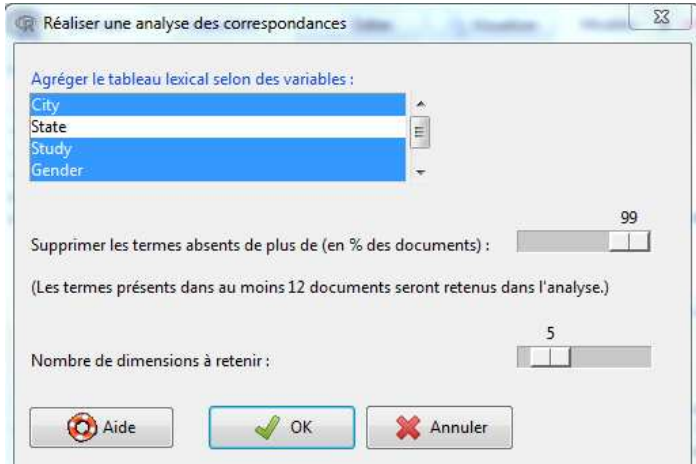 Réaliser une analyse des correspondances
Agréger le tableau lexical selon des variables :
City
State
Study
Gender
99
Supprimer les termes absents de plus de (en % des documents) :
(Les termes présents dans au moins 12 documents seront retenus dans l'analyse.)
5
Nombre de dimensions à retenir :
Aide OK Annuler